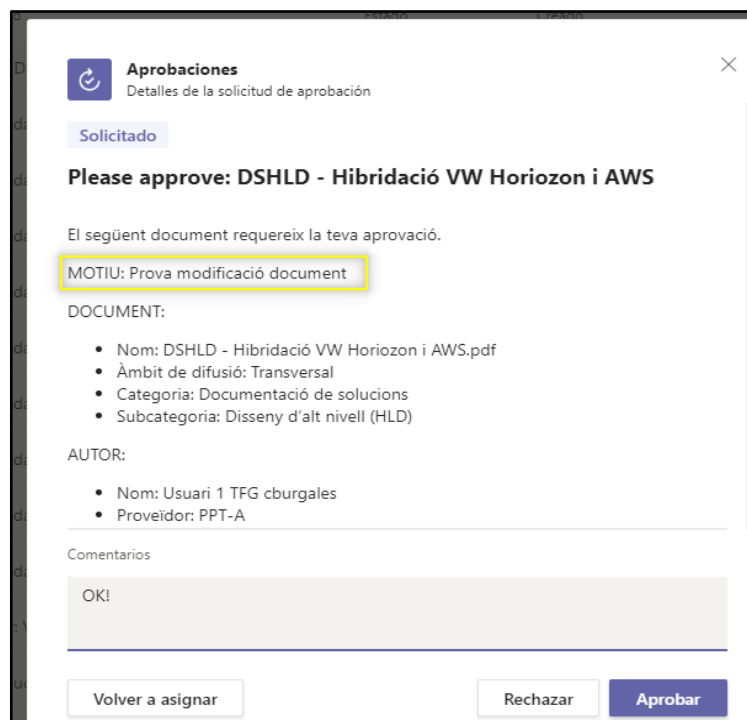 Estado Creado
Aprobaciones
Detalles de la solicitud de aprobación
Solicitado
Please approve: DSHLD - Hibridació VW Horiozon i AWS
El següent document requereix la teva aprovació.
MOTIU: Prova modificació document
DOCUMENT:
• Nom: DSHLD - Hibridació VW Horiozon i AWS.pdf
• Àmbit de difusió: Transversal
• Categoria: Documentació de solucions
• Subcategoria: Disseny d'alt nivell (HLD)
AUTOR:
• Nom: Usuari 1 TFG cburgales
• Proveïdor: PPT-A
Comentarios
OK!
Volver a asignar
Rechazar
Aprobar